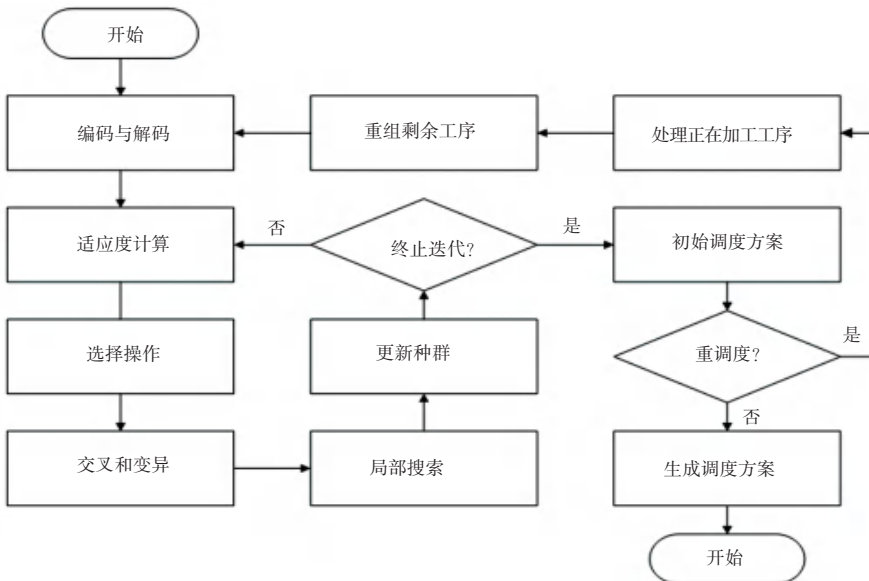 开始
编码与解码
重组剩余工序
处理正在加工工序
适应度计算
否
终止迭代?
是
初始调度方案
选择操作
更新种群
重调度?
是
交叉和变异
局部搜索
否
生成调度方案
开始